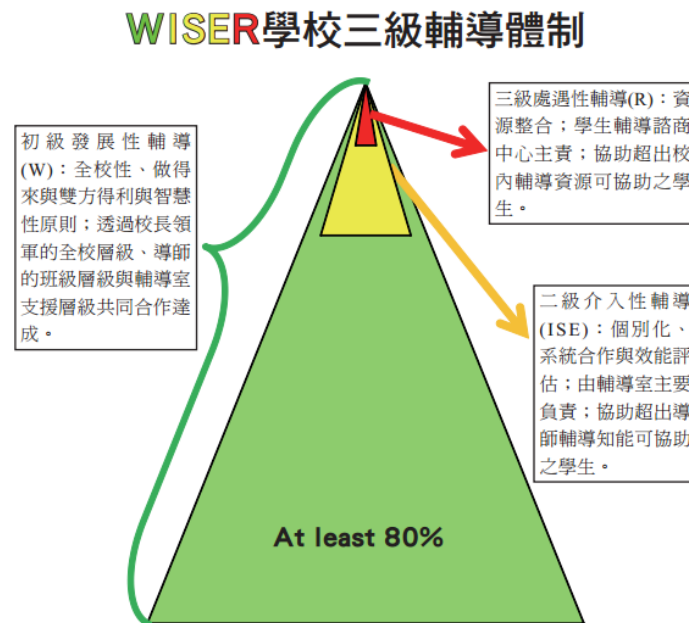 WISER學校三級輔導體制
初級發展性輔導
(W)：全校性、做得
來與雙方得利與智慧
性原則；透過校長領
軍的全校層級、導師
的班級層級與輔導室
支援層級共同合作達
成。
三級處遇性輔導(R)：資
源整合；學生輔導諮商
中心主責；協助超出校
內輔導資源可協助之學
生。
二級介入性輔導
(ISE)：個別化、
系統合作與效能評
估；由輔導室主要
負責；協助超出導
師輔導知能可協助
之學生。
At least 80%